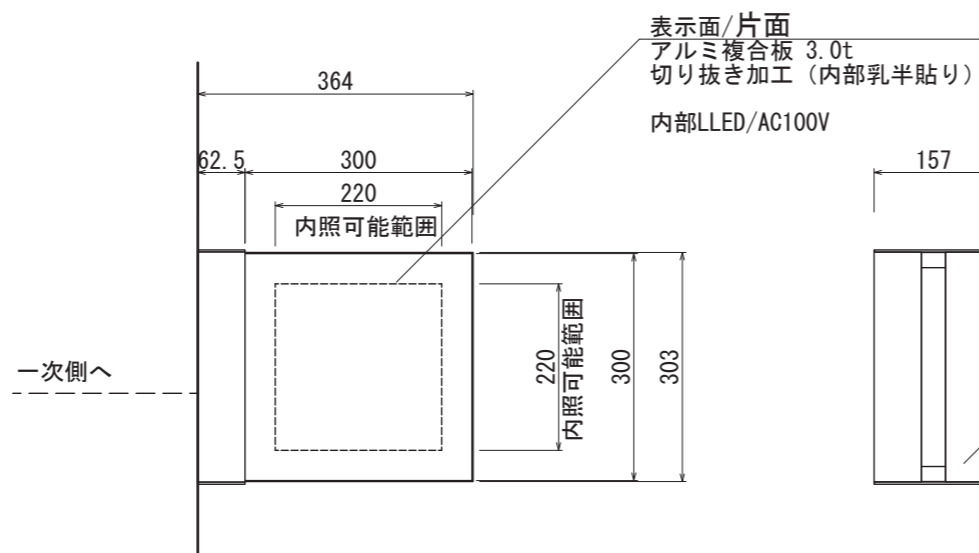 表示面/片面
アルミ複合板 3.0t
切り抜き加工（内部乳半貼り）
内部LLED/AC100V
364
62.5
300
220
内照可能範囲
157
220
内照可能範囲
300
303
一次側へ